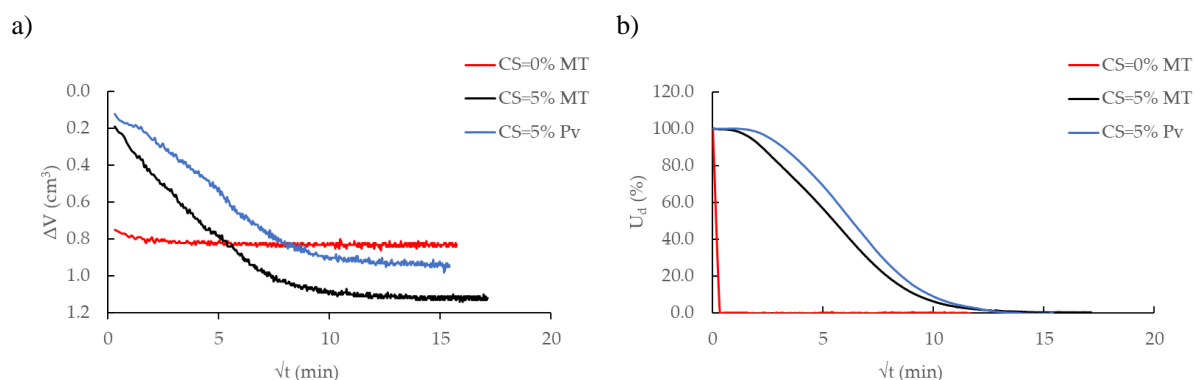 a)
CS=0% MT
CS=5% MT
CS=5% Pv
0.0
0.2
0.4
0.6
0.8
1.0
1.2
ΔV (cm³)
0
5
10
15
20
√t (min)
b)
CS=0% MT
CS=5% MT
CS=5% Pv
120.0
100.0
80.0
60.0
40.0
20.0
0.0
U_d (%)
0
5
10
15
20
√t (min)